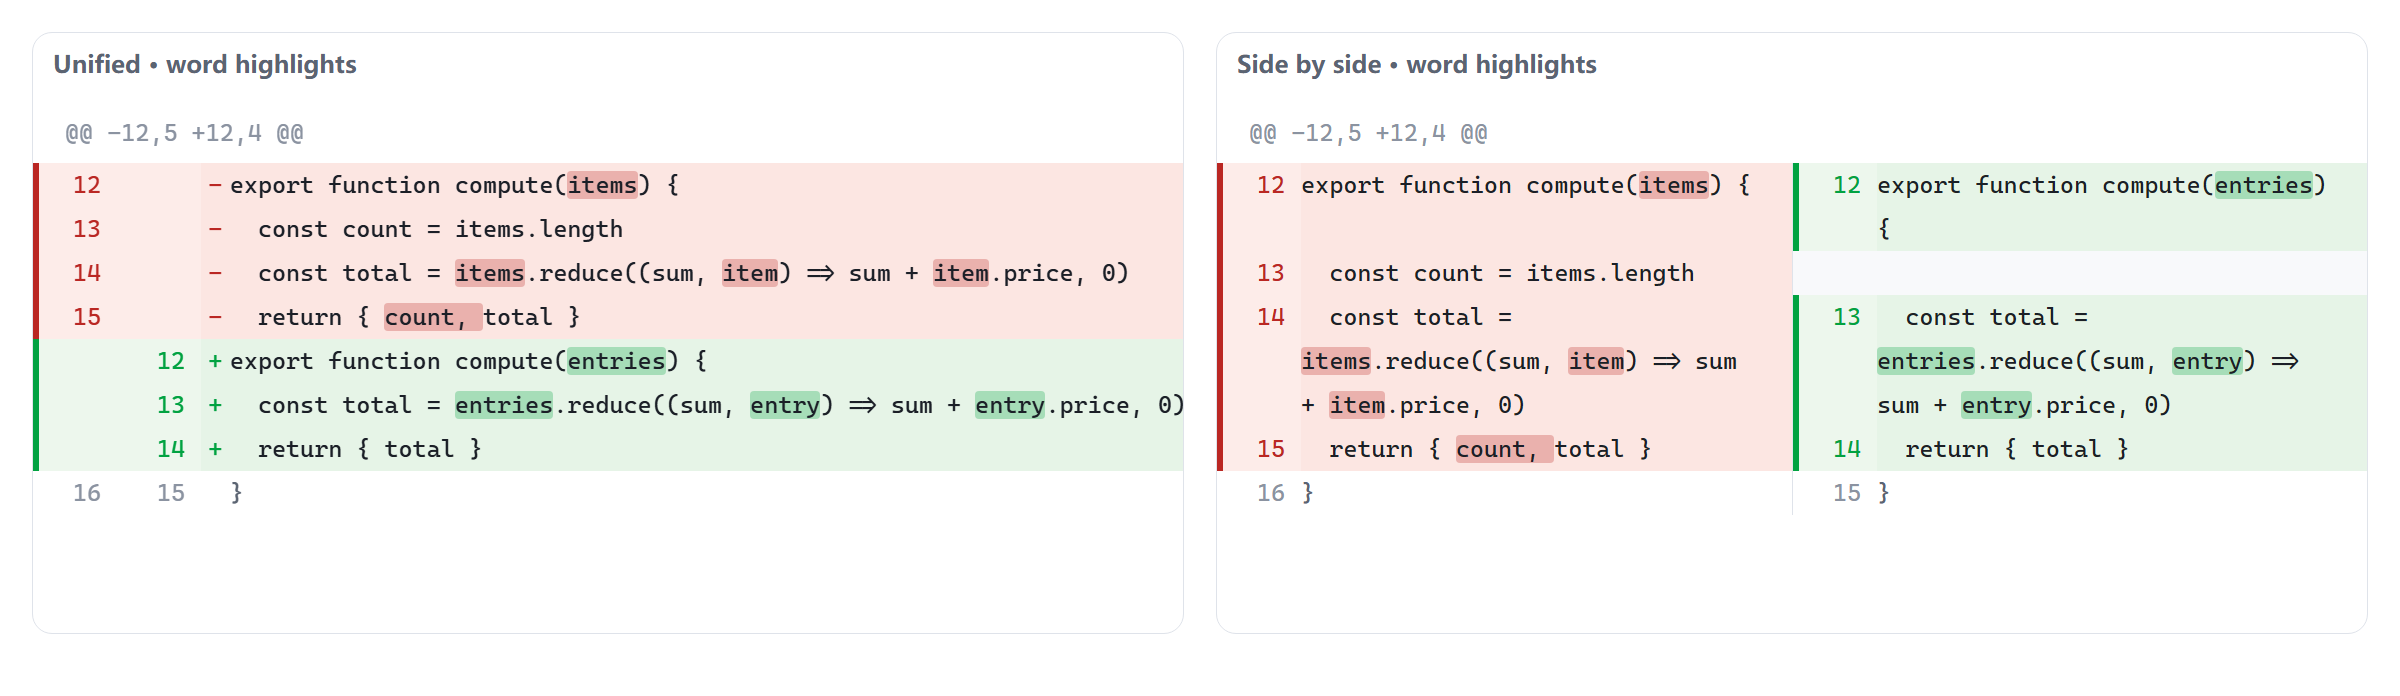 Unified • word highlights
@@ -12,5 +12,4 @@
12 - export function compute(items) {
13 -   const count = items.length
14 -   const total = items.reduce((sum, item) => sum + item.price, 0)
15 -   return { count, total }
12 + export function compute(entries) {
13 +   const total = entries.reduce((sum, entry) => sum + entry.price, 0)
14 +   return { total }
16 15 }
Side by side • word highlights
@@ -12,5 +12,4 @@
12 export function compute(items) {
13   const count = items.length
14   const total =
items.reduce((sum, item) => sum
+ item.price, 0)
15   return { count, total }
16 }
12 export function compute(entries)
{
13   const total =
entries.reduce((sum, entry) =>
sum + entry.price, 0)
14   return { total }
15 }